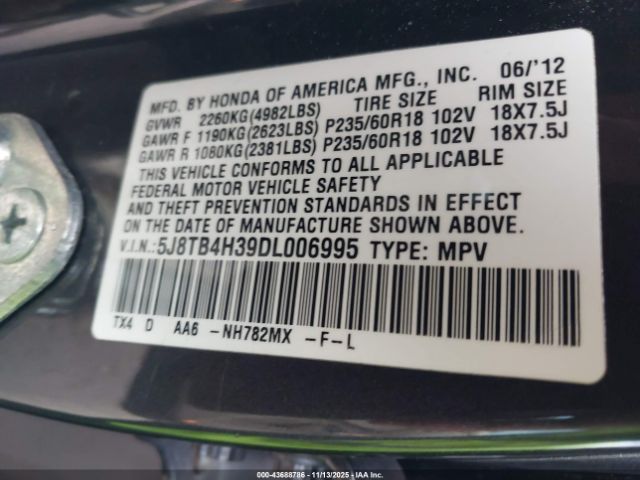 MFD. BY HONDA OF AMERICA MFG., INC. 06/'12
GVWR 2260KG(4982LBS) TIRE SIZE RIM SIZE
GAWR F 1190KG(2623LBS) P235/60R18 102V 18X7.5J
GAWR R 1080KG(2381LBS) P235/60R18 102V 18X7.5J
THIS VEHICLE CONFORMS TO ALL APPLICABLE
FEDERAL MOTOR VEHICLE SAFETY
AND THEFT PREVENTION STANDARDS IN EFFECT
ON THE DATE OF MANUFACTURE SHOWN ABOVE.
V.I.N.: 5J8TB4H39DL006995 TYPE: MPV
TX4 D AA6 -NH782MX -F-L
000-43688786 - 11/13/2025 - IAA Inc.